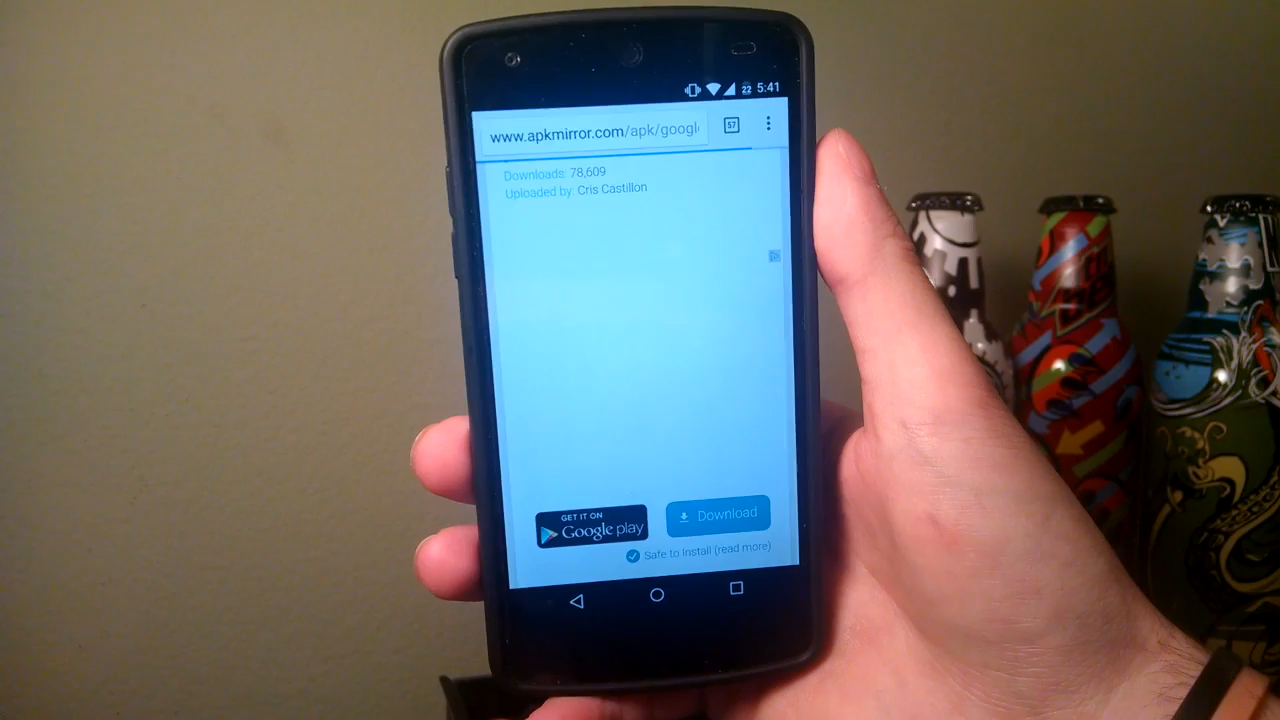 22 5:41
www.apkmirror.com/apk/googl
57
Downloads: 78,609
Uploaded by: Cris Castillon
GET IT ON
Google play
Download
Safe to Install (read more)